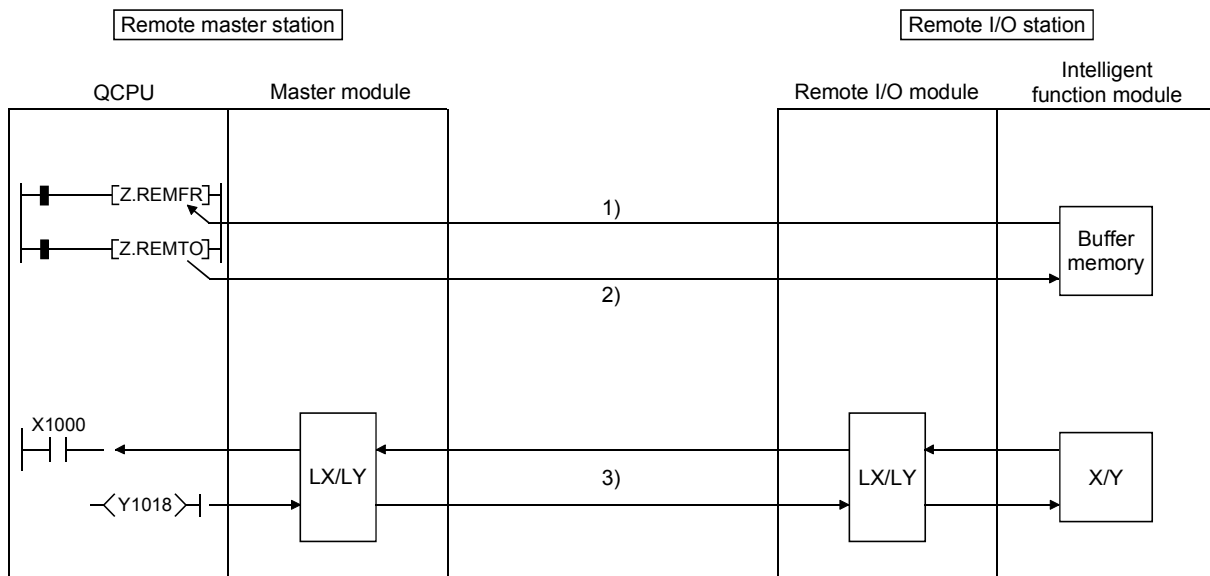 Remote master station
Remote I/O station
QCPU
Master module
Remote I/O module
Intelligent
function module
Z.REMFR
1)
Z.REMTO
2)
Buffer
memory
X1000
LX/LY
3)
LX/LY
X/Y
Y1018